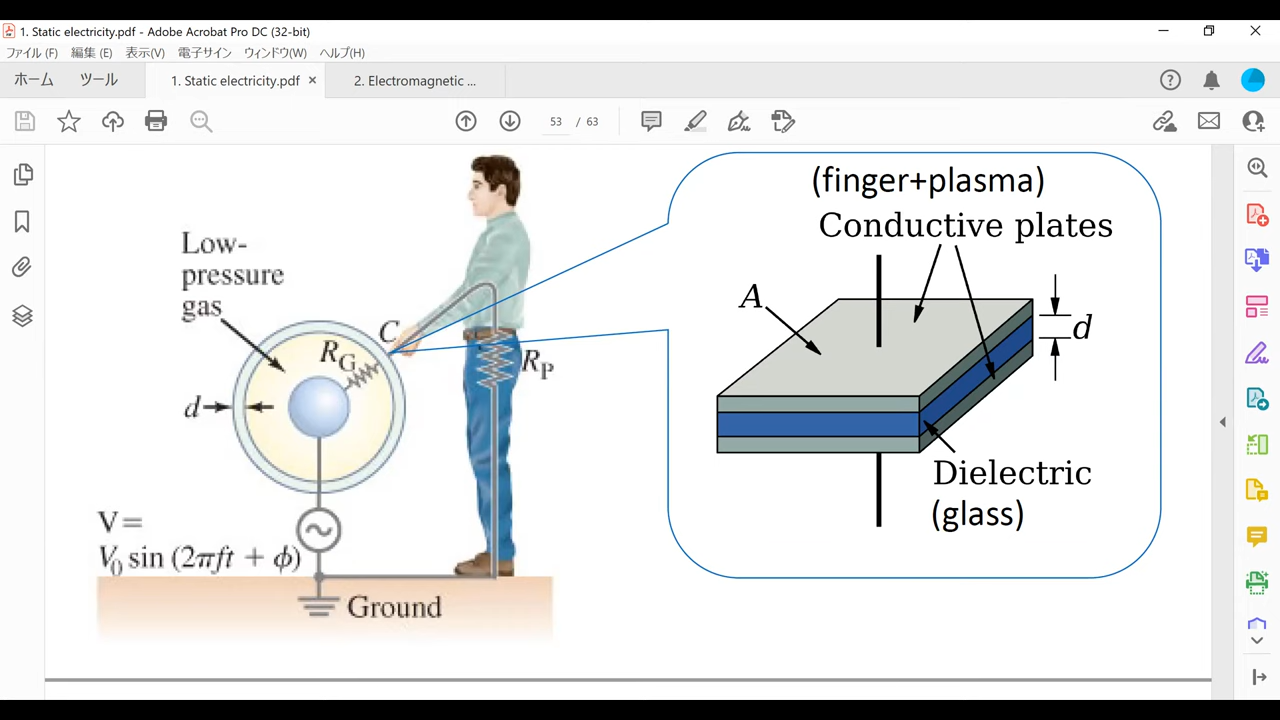 1. Static electricity.pdf - Adobe Acrobat Pro DC (32-bit)
ファイル(F) 編集(E) 表示(V) 電子サイン ウィンドウ(W) ヘルプ(H)
ホーム ツール 1. Static electricity.pdf × 2. Electromagnetic ...
53 / 63
Low-
pressure
gas
R_G
C
R_P
d
V =
V₀ sin (2πft + ϕ)
Ground
(finger+plasma)
Conductive plates
A
d
Dielectric
(glass)